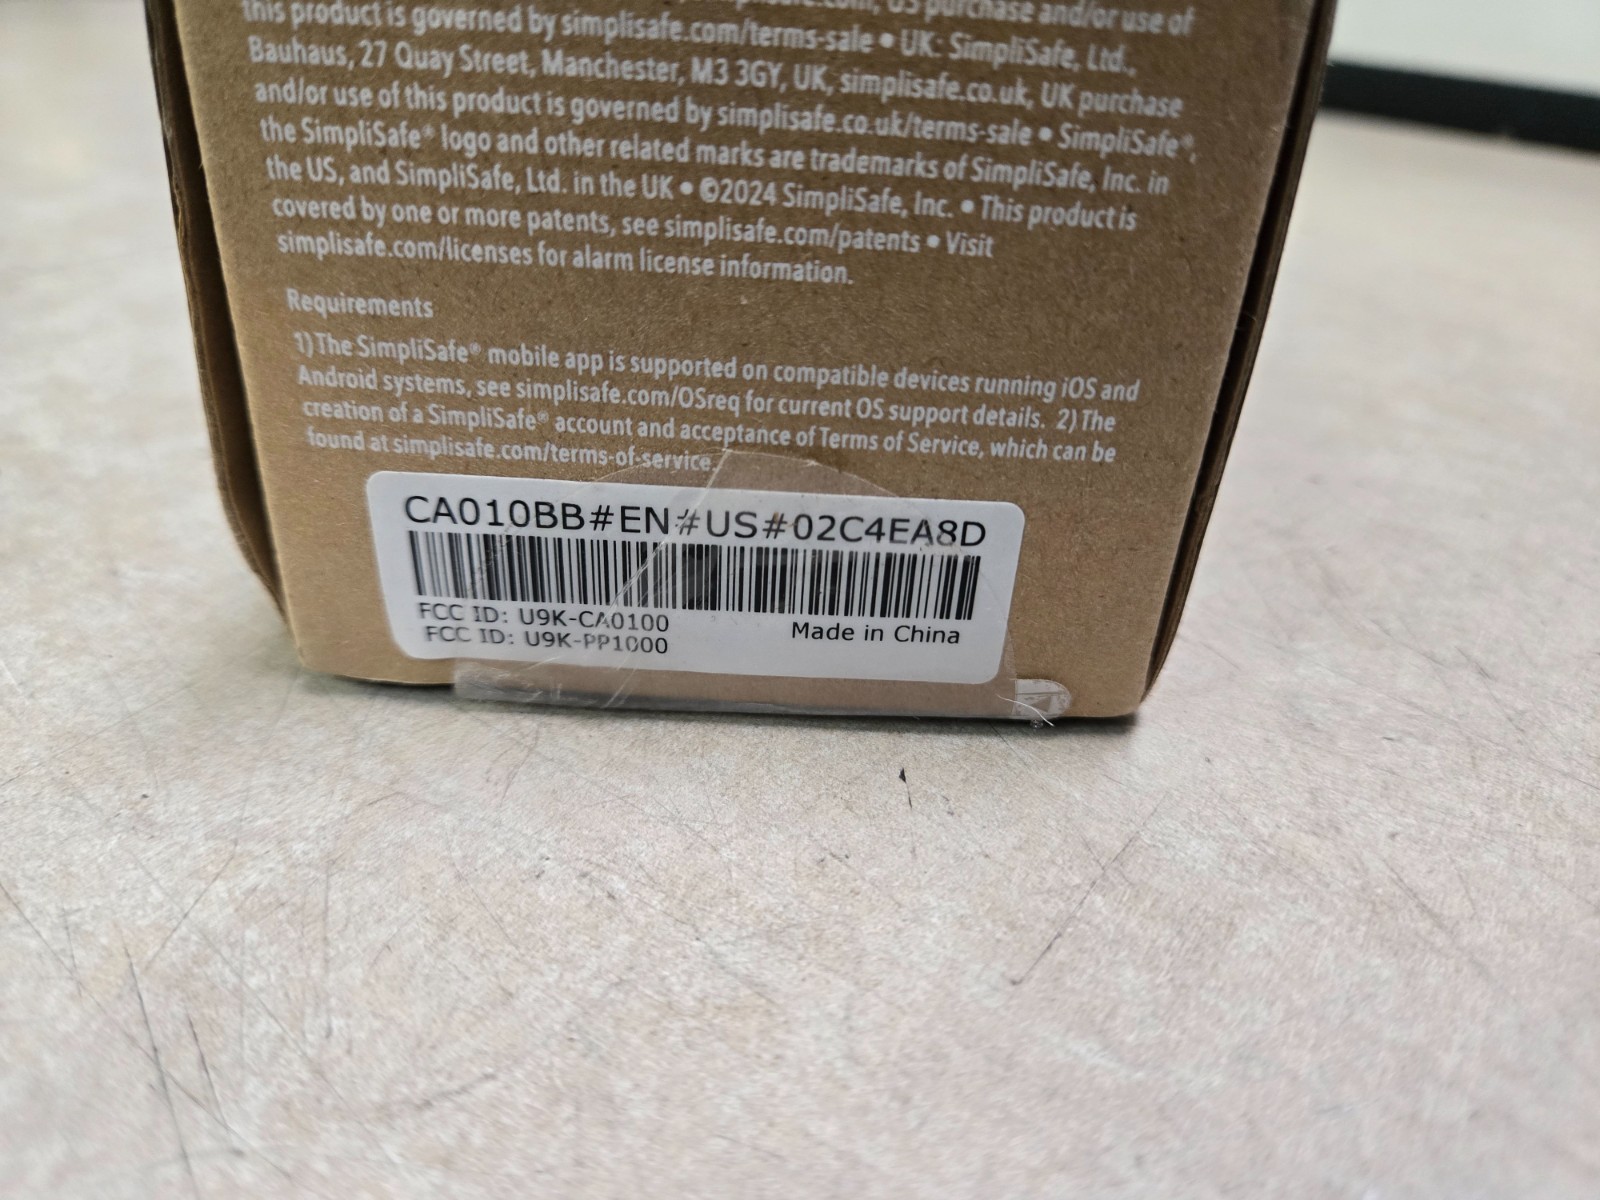 US purchase and/or use of
this product is governed by simplisafe.com/terms-sale • UK: SimpliSafe, Ltd.,
Bauhaus, 27 Quay Street, Manchester, M3 3GY, UK, simplisafe.co.uk, UK purchase
and/or use of this product is governed by simplisafe.co.uk/terms-sale • SimpliSafe®,
the SimpliSafe® logo and other related marks are trademarks of SimpliSafe, Inc. in
the US, and SimpliSafe, Ltd. in the UK • ©2024 SimpliSafe, Inc. • This product is
covered by one or more patents, see simplisafe.com/patents • Visit
simplisafe.com/licenses for alarm license information.
Requirements
1) The SimpliSafe® mobile app is supported on compatible devices running iOS and
Android systems, see simplisafe.com/OSreq for current OS support details. 2) The
creation of a SimpliSafe® account and acceptance of Terms of Service, which can be
found at simplisafe.com/terms-of-service.
CA010BB#EN#US#02C4EA8D
FCC ID: U9K-CA0100
FCC ID: U9K-PP1000
Made in China